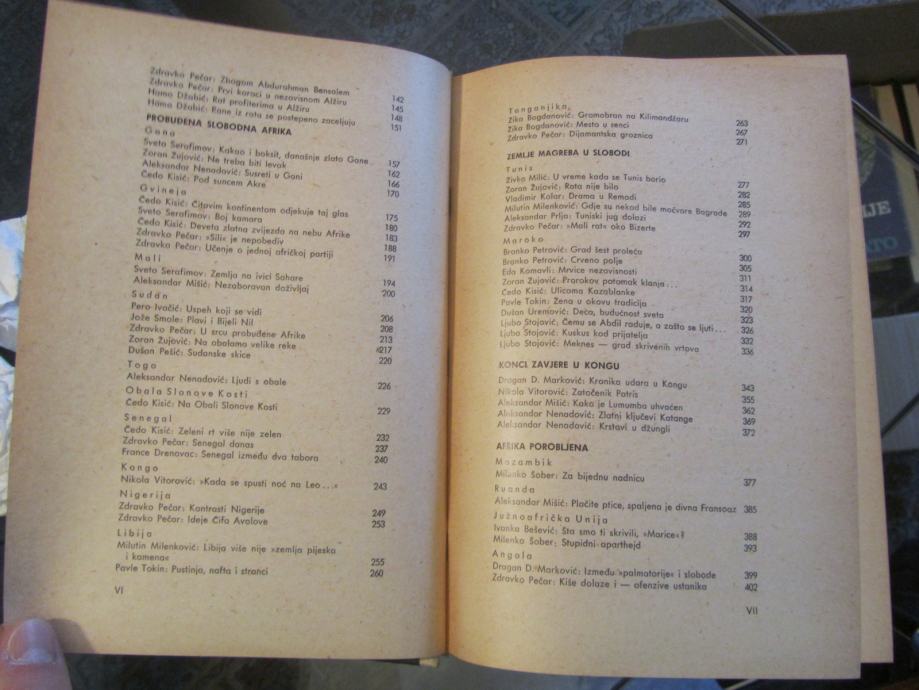 Zdravko Pečar: Zbogom Abdurahman Bensalem 142
Zdravko Pečar: Prvi koraci u nezavisnom Alžiru 145
Hamo Džabić: Rat profiterima u Alžiru 148
Hamo Džabić: Rane iz rata se postepeno zaceljuju 151
PROBUĐENA SLOBODNA AFRIKA
Gana
Sveto Serafimov: Kakao i boksit, današnje zlato Gane 157
Zoran Žujović: Ne treba biti levak 162
Aleksandar Nenadović: Susreti u Gani 166
Čedo Kisić: Pod suncem Akre 170
Gvineja
Čedo Kisić: Čitavim kontinentom odjekuje taj glas 175
Sveto Serafimov: Boj kamara 180
Čedo Kisić: Deveta zlatna zvijezda na nebu Afrike 183
Zdravko Pečar: »Sili« je nepobediv 188
Zdravko Pečar: Učenje o jednoj afričkoj partiji 191
Mali
Sveto Serafimov: Zemlja na ivici Sahare 194
Aleksandar Mišić: Nezaboravan doživljaj 200
Sudan
Pero Ivačić: Uspeh koji se vidi 206
Jože Smole: Plavi i Bijeli Nil 208
Zdravko Pečar: U srcu probuđene Afrike 213
Zoran Žujović: Na obalama velike reke 217
Dušan Pešić: Sudanske skice 220
Togo
Aleksandar Nenadović: Ljudi s obale 226
Obala Slonove Kosti
Čedo Kisić: Na Obali Slonove Kosti 229
Senegal
Čedo Kisić: Zeleni rt više nije zelen 232
Zdravko Pečar: Senegal danas 237
France Drenovac: Senegal između dva tabora 240
Kongo
Nikola Vitorović: »Kada se spusti noć na Leo...« 243
Nigerija
Zdravko Pečar: Kontrasti Nigerije 249
Zdravko Pečar: Ideje Čifa Avolove 253
Libija
Milutin Milenković: Libija više nije »zemlja pijeska
i kamena« 255
Pavle Tokin: Pustinja, nafta i stranci 260
VI
Tanganjika
Zika Bogdanović: Gromobran na Kilimandžaru 263
Zika Bogdanović: Mesto u senci 267
Zdravko Pečar: Dijamantska groznica 271
ZEMLJE MAGREBA U SLOBODI
Tunis
Zivko Milić: U vreme kada se Tunis borio 277
Zoran Žujović: Rata nije bilo 282
Vladimir Kolar: Drama u Remadi 285
Milutin Milenković: Gdje su nekad bile močvare Bagrade 289
Aleksandar Prlja: Tuniski jug dolazi 292
Zdravko Pečar: »Mali rat« oko Bizerte 297
Maroko
Branko Petrović: Grad šest proleća 300
Branko Petrović: Crveno polje 305
Eda Komavli: Mrvice nezavisnosti 311
Zoran Žujović: Prorokov potomak klanja... 314
Čedo Kisić: Ulicama Kazablanke 317
Pavle Tokin: Žena u okovu tradicija 320
Dušan Uremović: Deca, budućnost sveta 323
Ljubo Stojović: Čemu se Abdil raduje, a zašto se ljuti... 326
Ljubo Stojović: Kuskus kod prijatelja 332
Ljubo Stojović: Meknes — grad skrivenih vrtova 336
KONCI ZAVJERE U KONGU
Dragan D. Marković: Kronika udara u Kongu 343
Nikola Vitorović: Zatočenik Patris 355
Aleksandar Mišić: Kako je Lumumba uhvaćen 362
Aleksandar Nenadović: Zlatni ključevi Katange 369
Aleksandar Nenadović: Krstavi u džungli 372
AFRIKA POROBLJENA
Mozambik
Milenko Šober: Za bijednu nadnicu 377
Ruanda
Aleksandar Mišić: Plačite ptice, spaljena je divna Fransoaz 385
Južnoafrička Unija
Ivanka Bešević: Šta smo ti skrivili, »Marice«? 388
Milenko Šober: Stupidni aparthejd 393
Angola
Dragan D. Marković: Između »palmatorije« i slobode 399
Zdravko Pečar: Kiše dolaze i — ofenzive ustanika 402
VII